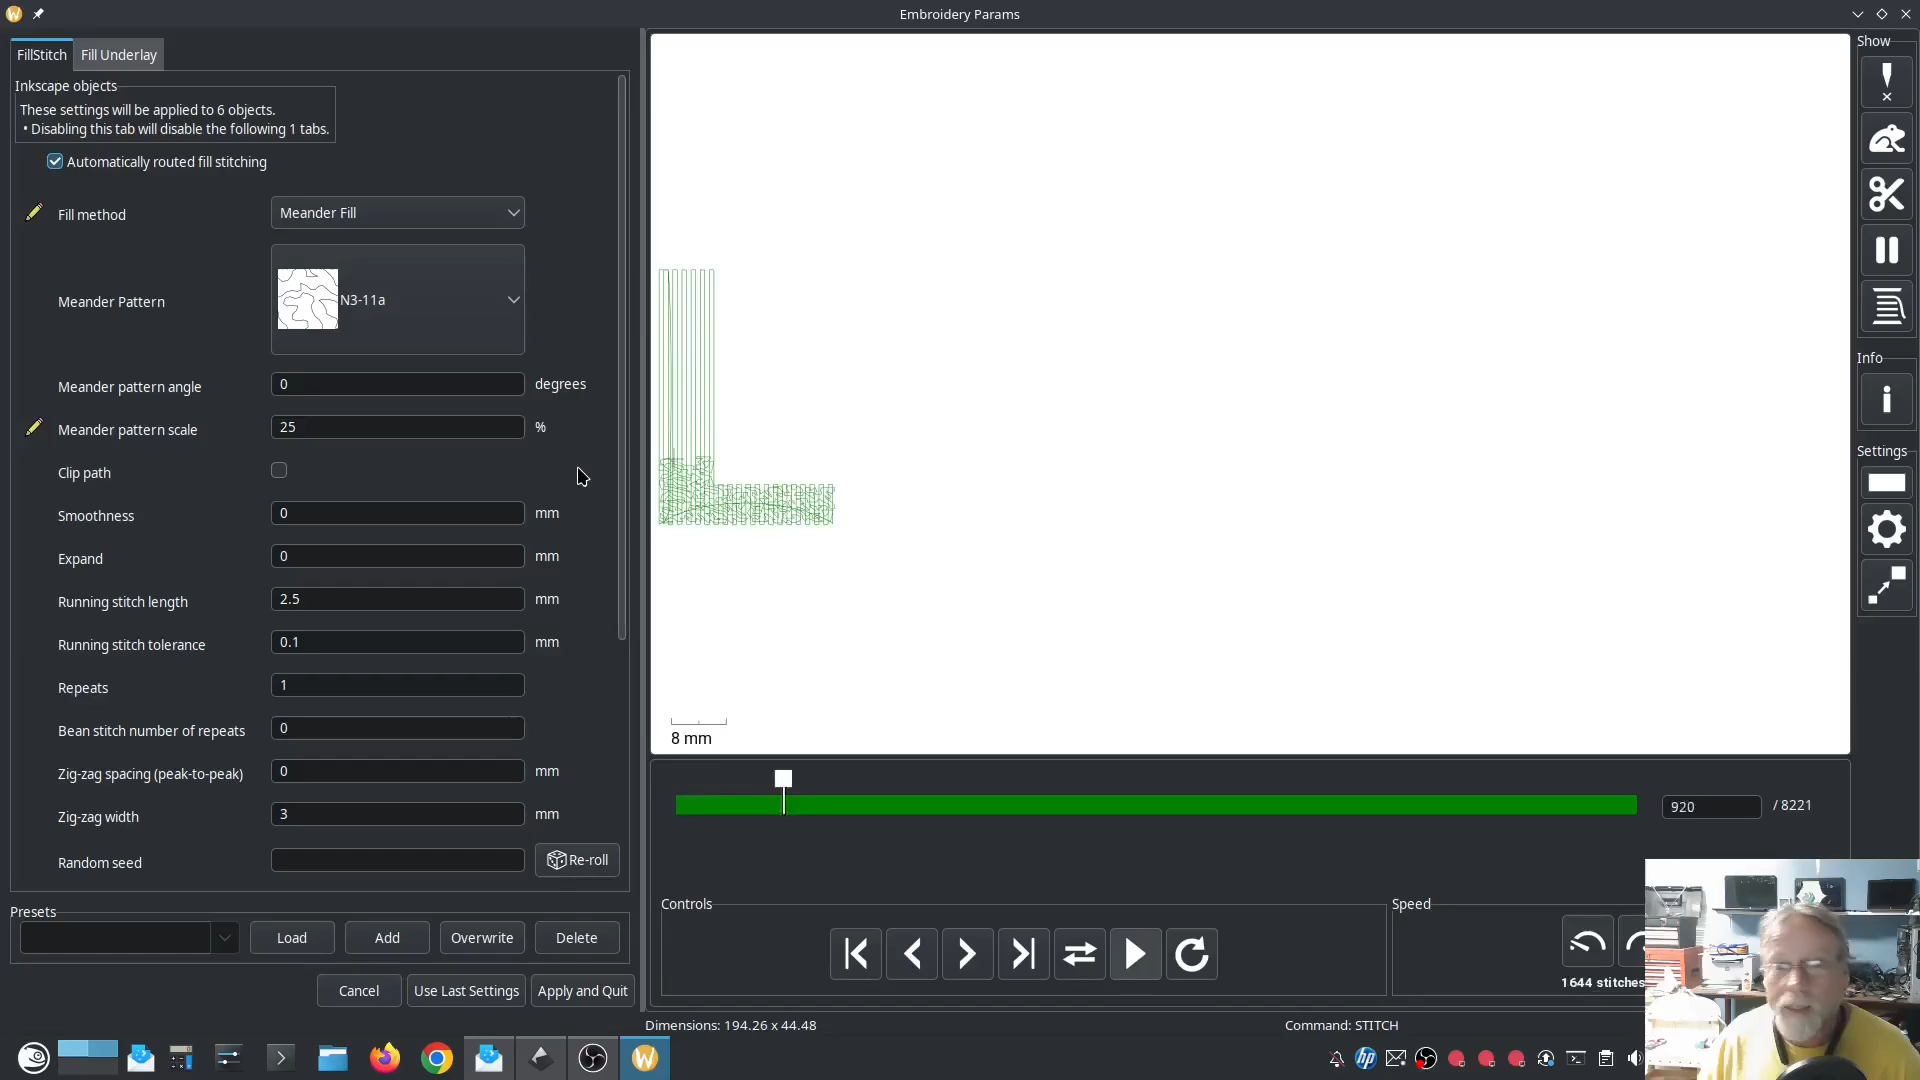 Embroidery Params
FillStitch
Fill Underlay
Inkscape objects
These settings will be applied to 6 objects.
• Disabling this tab will disable the following 1 tabs.
Automatically routed fill stitching
Fill method
Meander Fill
Meander Pattern
N3-11a
Meander pattern angle
0
degrees
Meander pattern scale
25
%
Clip path
Smoothness
0
mm
Expand
0
mm
Running stitch length
2.5
mm
Running stitch tolerance
0.1
mm
Repeats
1
Bean stitch number of repeats
0
Zig-zag spacing (peak-to-peak)
0
mm
Zig-zag width
3
mm
Random seed
Re-roll
Presets
Load
Add
Overwrite
Delete
Cancel
Use Last Settings
Apply and Quit
8 mm
920
/ 8221
Controls
Speed
1644 stitches
Dimensions: 194.26 x 44.48
Command: STITCH
Show
Info
Settings
hp